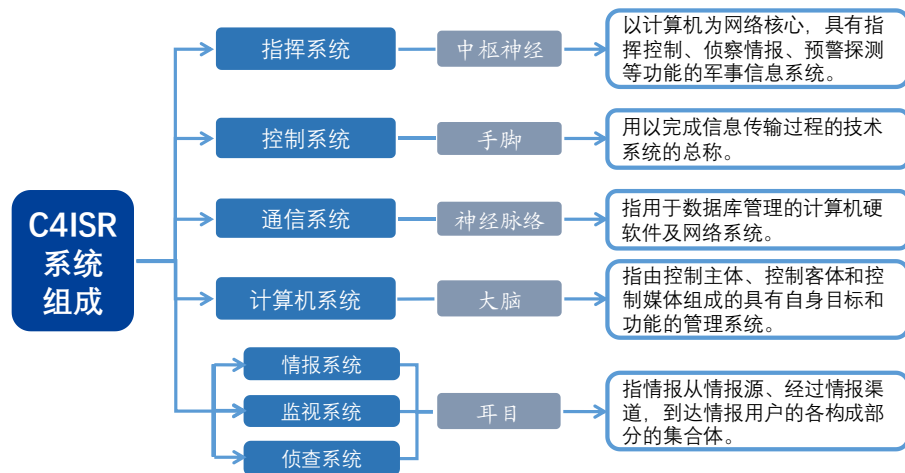 C4ISR
系统
组成
指挥系统
中枢神经
以计算机为网络核心，具有指
挥控制、侦察情报、预警探测
等功能的军事信息系统。
控制系统
手脚
用以完成信息传输过程的技术
系统的总称。
通信系统
神经脉络
指用于数据库管理的计算机硬
软件及网络系统。
计算机系统
大脑
指由控制主体、控制客体和控
制媒体组成的具有自身目标和
功能的管理系统。
情报系统
监视系统
侦查系统
耳目
指情报从情报源、经过情报渠
道，到达情报用户的各构成部
分的集合体。